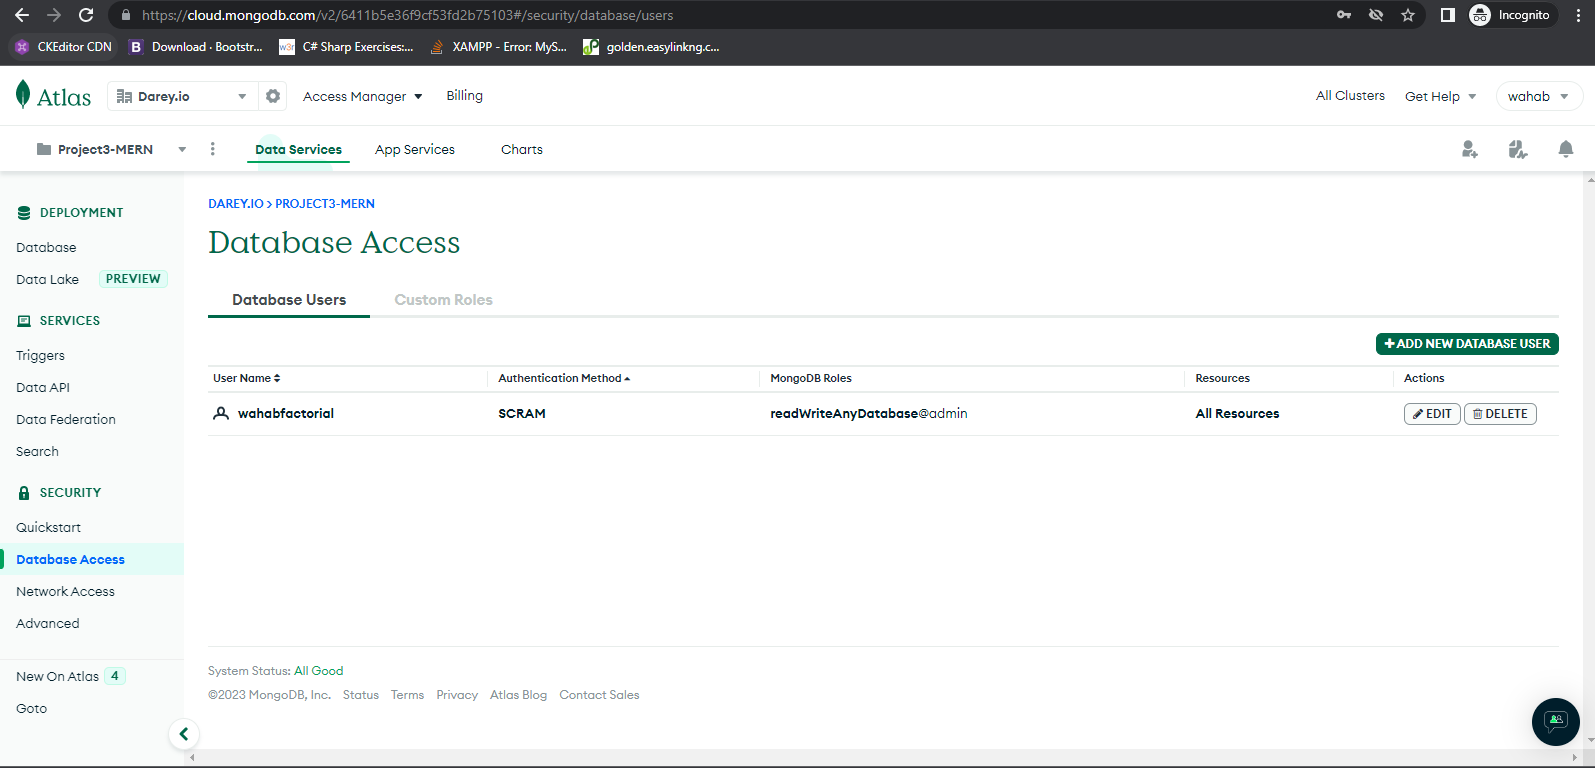 https://cloud.mongodb.com/v2/6411b5e36f9cf53fd2b75103#/security/database/users
Incognito
CKEditor CDN
B Download · Bootstr...
w3r C# Sharp Exercises:...
XAMPP - Error: MyS...
golden.easylinkng.c...
Atlas
Darey.io
Access Manager
Billing
All Clusters
Get Help
wahab
Project3-MERN
Data Services
App Services
Charts
DEPLOYMENT
Database
Data Lake PREVIEW
SERVICES
Triggers
Data API
Data Federation
Search
SECURITY
Quickstart
Database Access
Network Access
Advanced
New On Atlas 4
Goto
DAREY.IO > PROJECT3-MERN
Database Access
Database Users
Custom Roles
+ADD NEW DATABASE USER
User Name Authentication Method MongoDB Roles Resources Actions
wahabfactorial SCRAM readWriteAnyDatabase@admin All Resources EDIT DELETE
System Status: All Good
©2023 MongoDB, Inc. Status Terms Privacy Atlas Blog Contact Sales